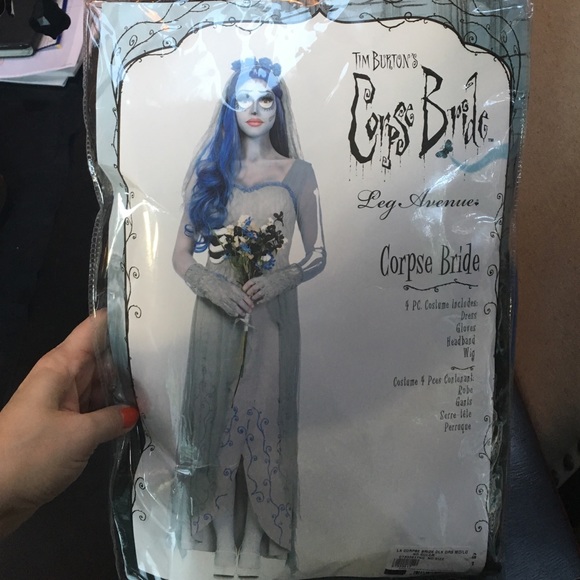 TIM BURTON'S
Corpse Bride
Leg Avenue
Corpse Bride
4 PC. Costume includes:
Dress
Gloves
Headband
Wig
Costume 4 Pces Contenant
Robe
Gants
Serre tête
Perruque